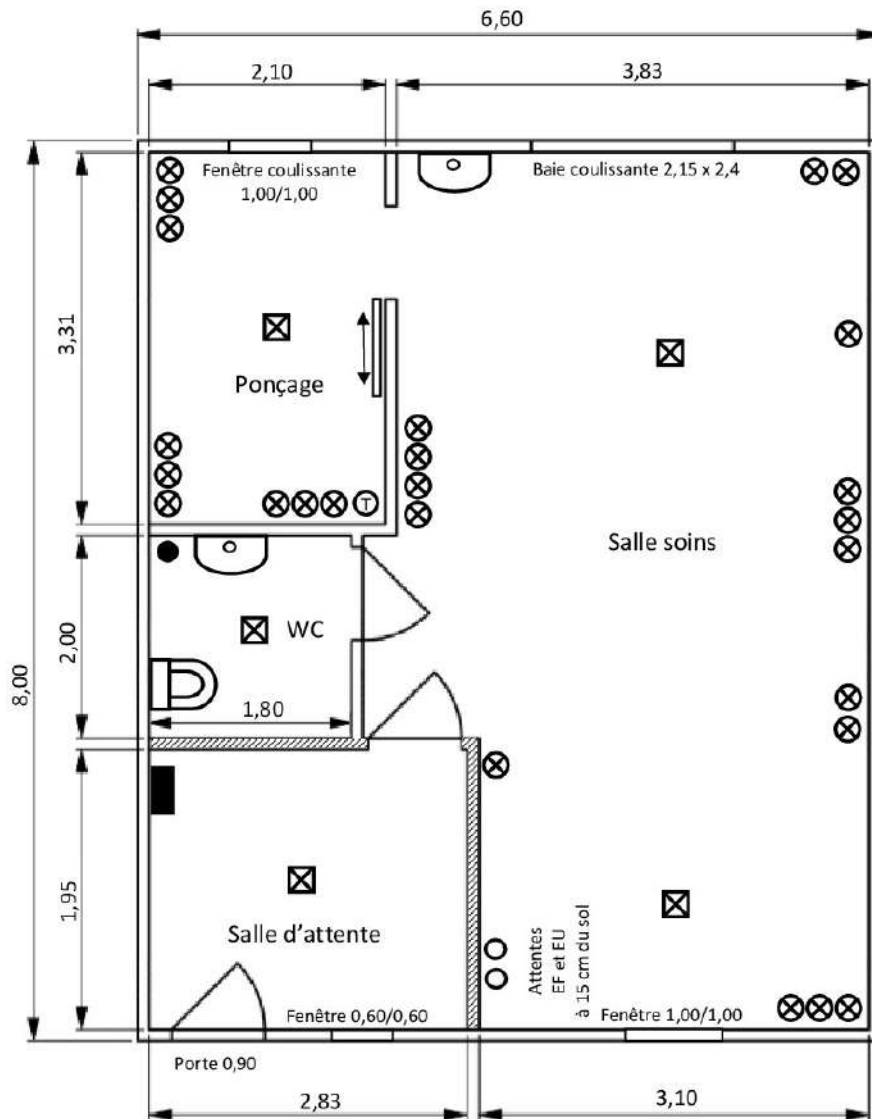 6,60
2,10
3,83
Fenêtre coulissante
1,00/1,00
Baie coulissante 2,15 x 2,4
3,31
Ponçage
T
Salle soins
8,00
2,00
WC
1,80
1,95
Salle d'attente
Attentes
EF et EU
à 15 cm du sol
Fenêtre 0,60/0,60
Fenêtre 1,00/1,00
Porte 0,90
2,83
3,10